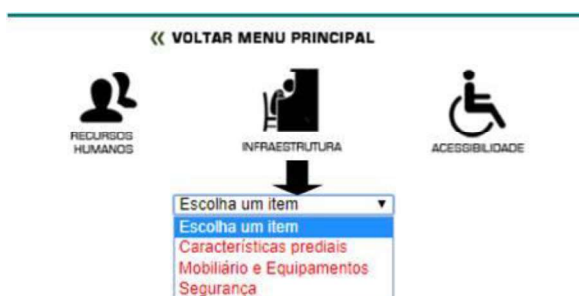 « VOLTAR MENU PRINCIPAL
RECURSOS
HUMANOS
INFRAESTRUTURA
ACESSIBILIDADE
Escolha um item
Escolha um item
Características prediais
Mobiliário e Equipamentos
Segurança